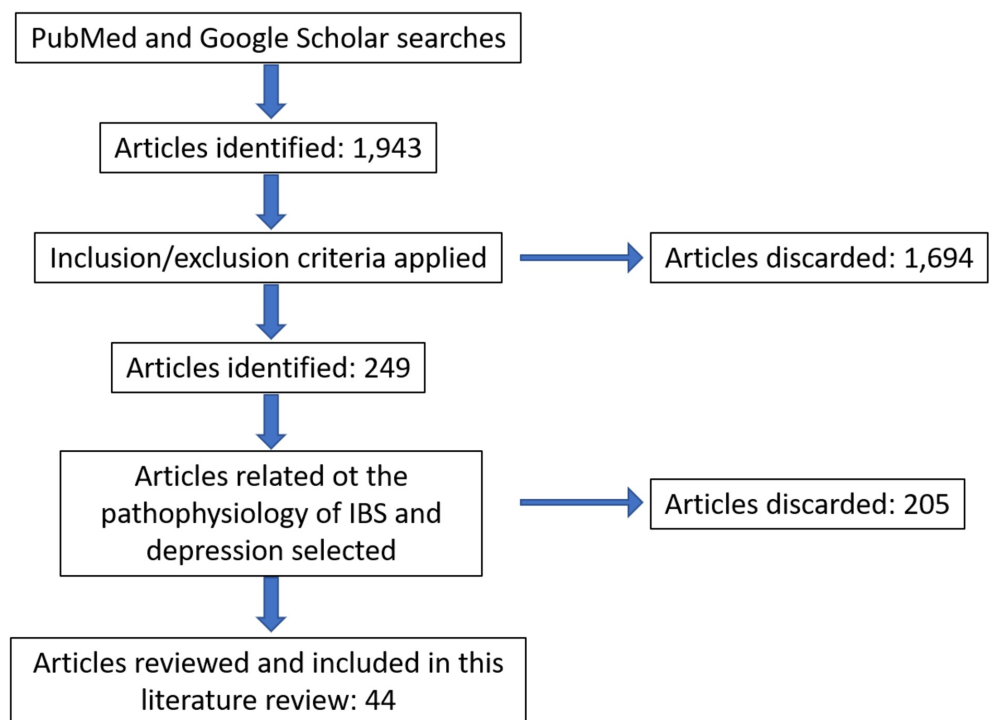 PubMed and Google Scholar searches
Articles identified: 1,943
Inclusion/exclusion criteria applied
Articles discarded: 1,694
Articles identified: 249
Articles related ot the
pathophysiology of IBS and
depression selected
Articles discarded: 205
Articles reviewed and included in this
literature review: 44